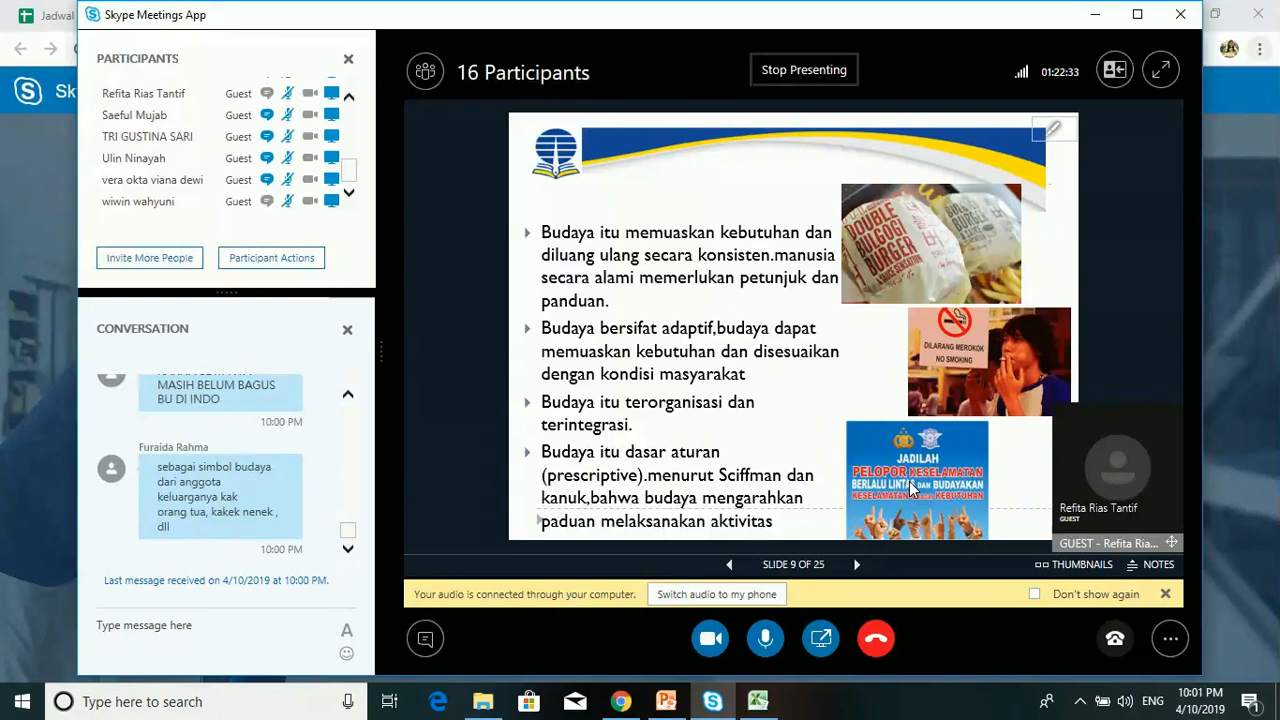 Jadwal
Skype Meetings App
PARTICIPANTS
Refita Rias Tantif Guest
Saeful Mujab Guest
TRI GUSTINA SARI Guest
Ulin Ninayah Guest
vera okta viana dewi Guest
wiwin wahyuni Guest
Invite More People
Participant Actions
CONVERSATION
MASIH BELUM BAGUS
BU DI INDO
10:00 PM
Furaida Rahma
sebagai simbol budaya
dari anggota
keluarganya kak
orang tua, kakek nenek ,
dll
10:00 PM
Last message received on 4/10/2019 at 10:00 PM.
Type message here
A
16 Participants
Stop Presenting
01:22:33
Budaya itu memuaskan kebutuhan dan
diluang ulang secara konsisten.manusia
secara alami memerlukan petunjuk dan
panduan.
Budaya bersifat adaptif,budaya dapat
memuaskan kebutuhan dan disesuaikan
dengan kondisi masyarakat
Budaya itu terorganisasi dan
terintegrasi.
Budaya itu dasar aturan
(prescriptive).menurut Sciffman dan
kanuk,bahwa budaya mengarahkan
paduan melaksanakan aktivitas
DOUBLE
BULGOGI
BURGER
BULGOGI
BURGER
DILARANG MEROKOK
NO SMOKING
JADILAH
PELOPOR KESELAMATAN
BERLALU LINTAS DAN BUDAYAKAN
KESELAMATAN KEBUTUHAN
Refita Rias Tantif
GUEST
GUEST - Refita Ria...
SLIDE 9 OF 25
THUMBNAILS
NOTES
Your audio is connected through your computer.
Switch audio to my phone
Don't show again
Type here to search
ENG
10:01 PM
4/10/2019
1